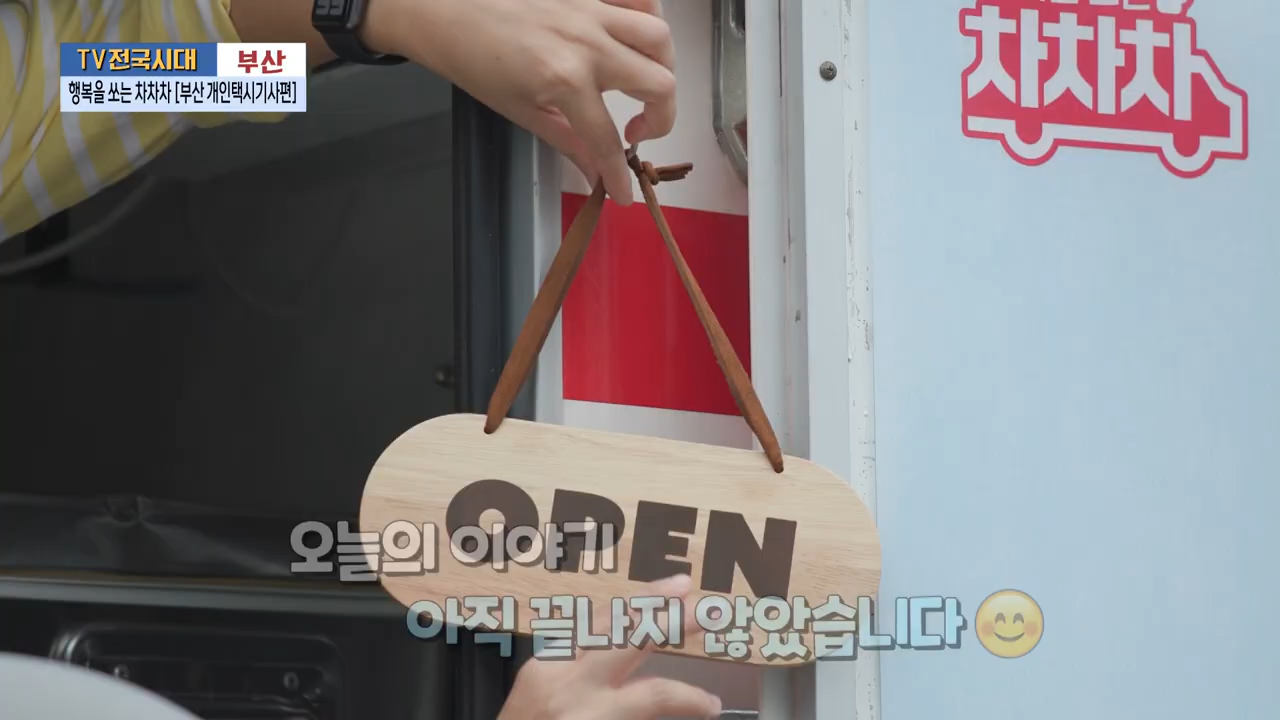 TV전국시대 부산
행복을 쏘는 차차차 [부산 개인택시기사편]
차차차
OPEN
오늘의 이야기
아직 끝나지 않았습니다